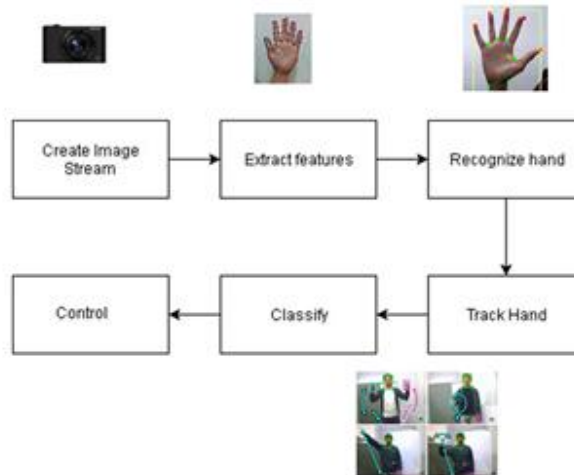 Create Image
Stream
Extract features
Recognize hand
Track Hand
Classify
Control